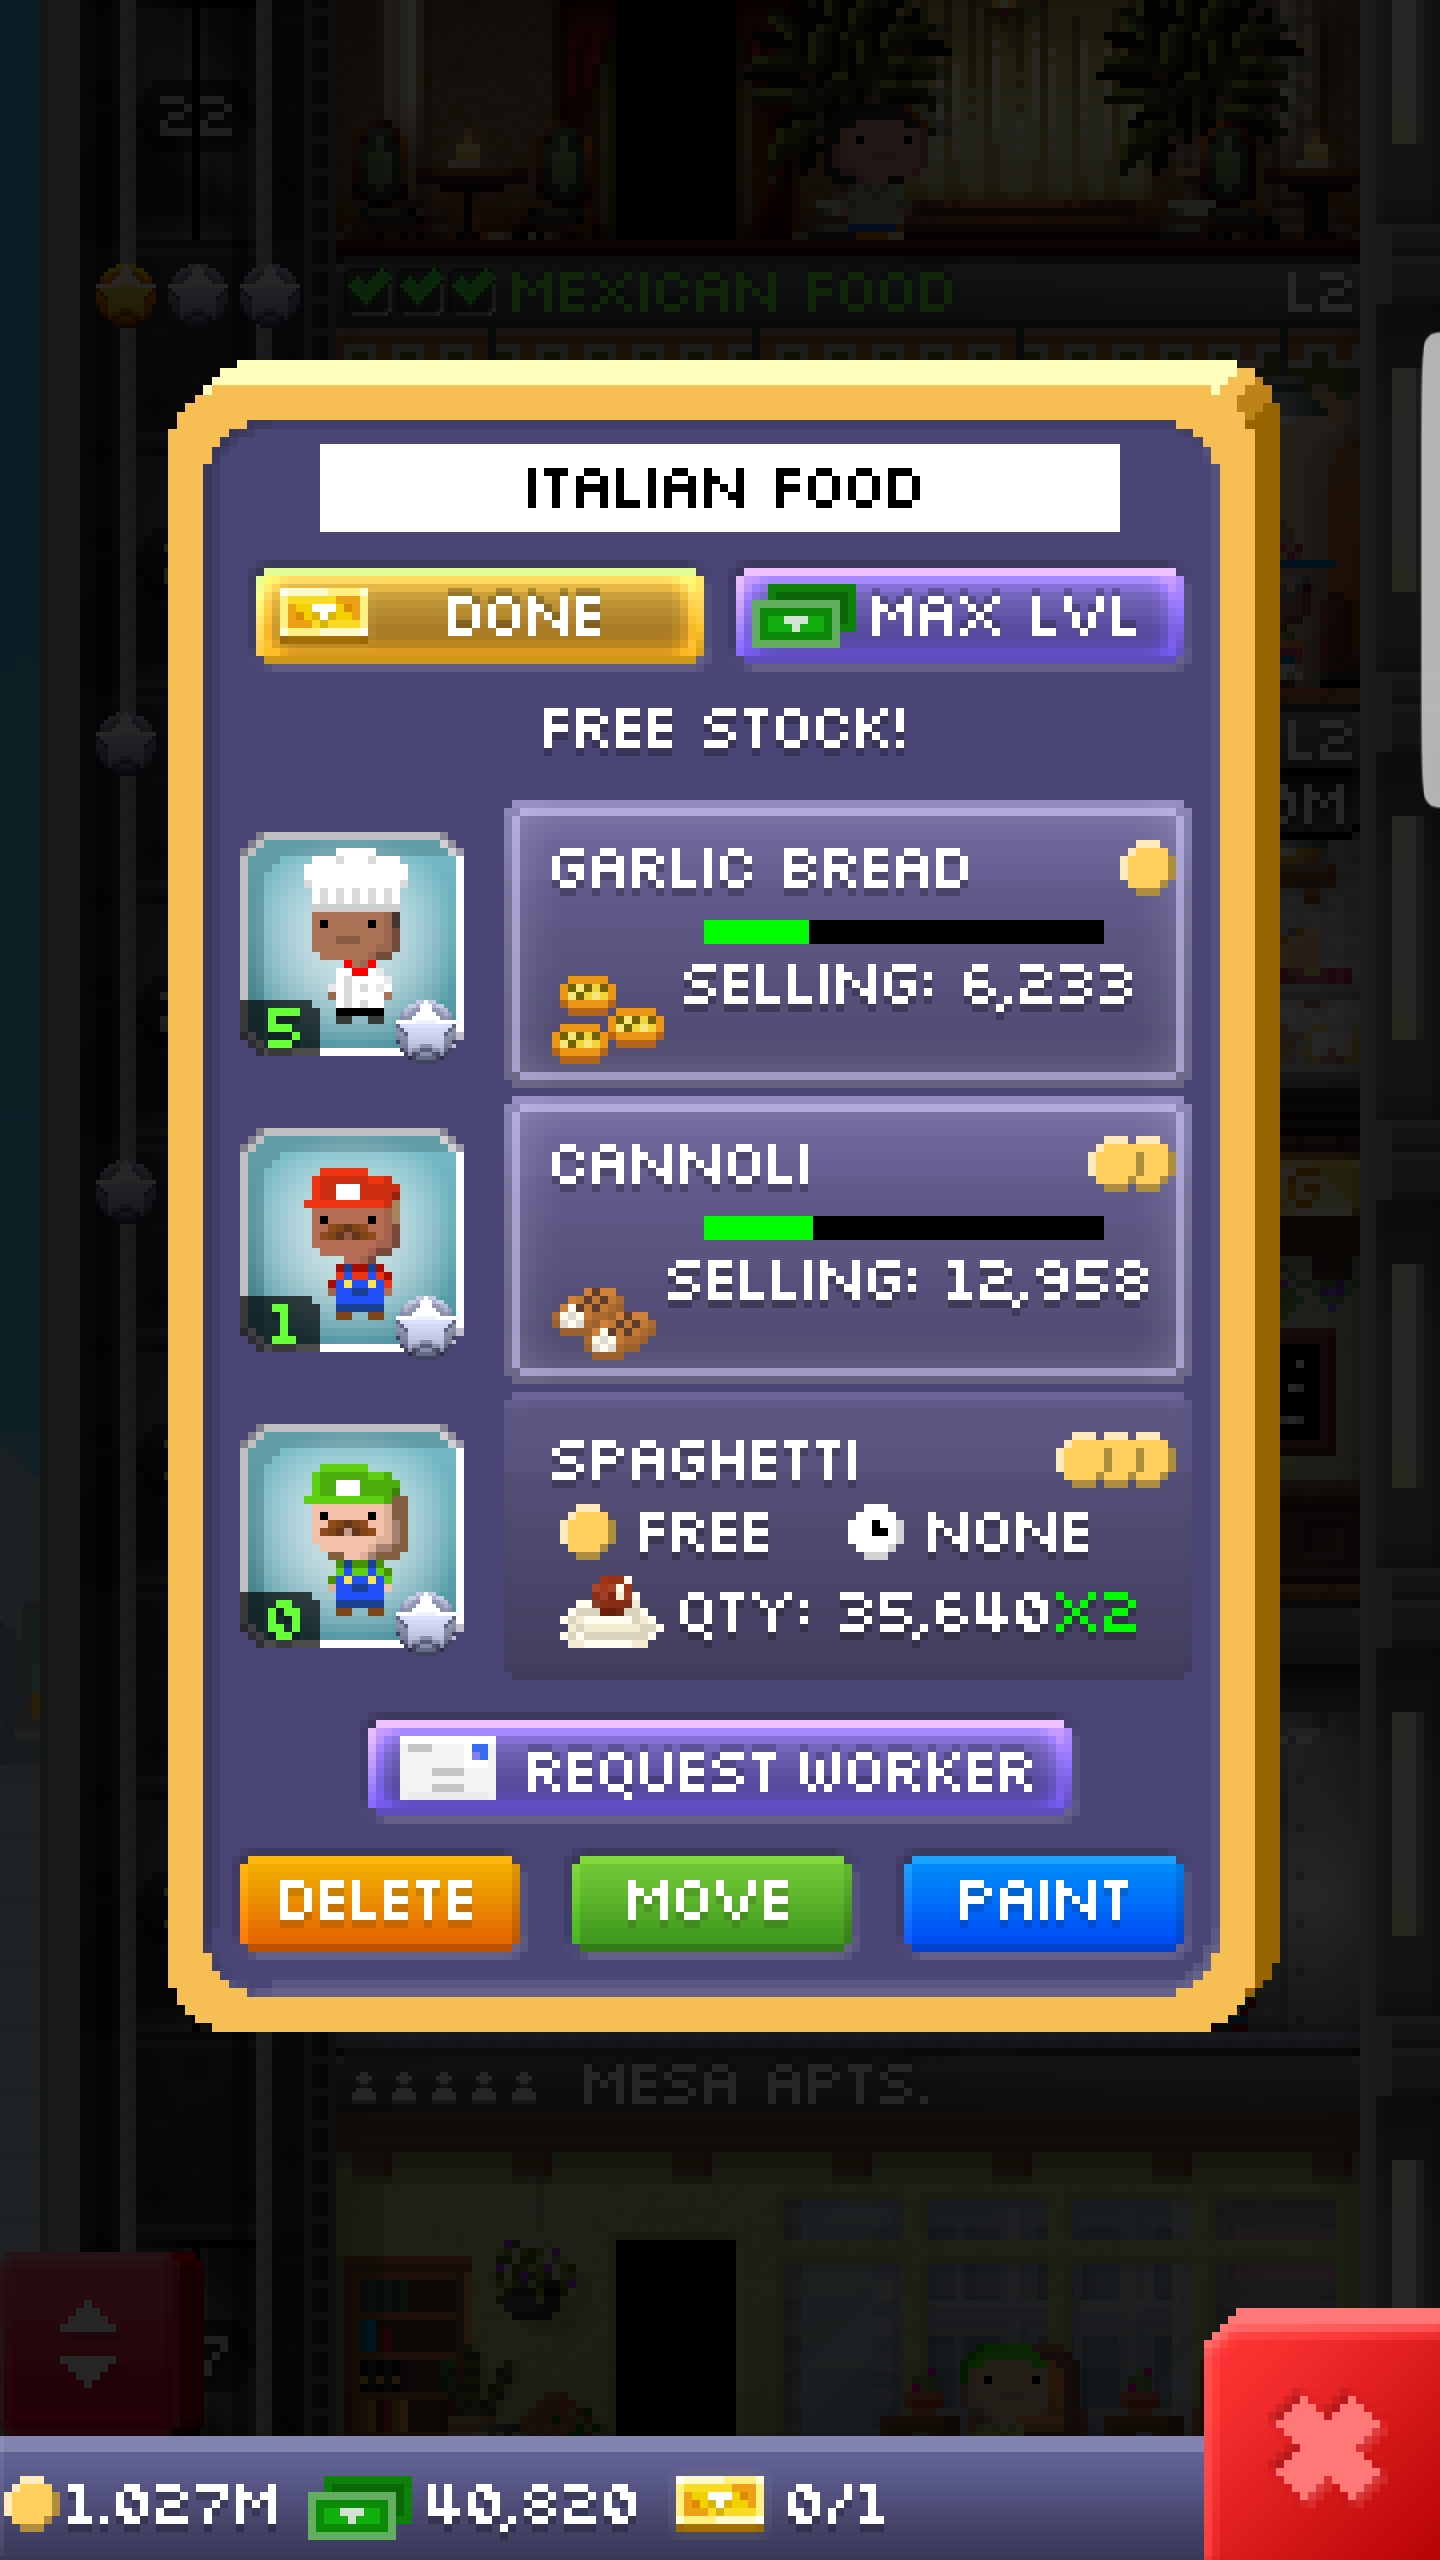 22
MEXICAN FOOD L2
ITALIAN FOOD
DONE MAX LVL
FREE STOCK!
L2
GARLIC BREAD
SELLING: 6,233
5
CANNOLI
SELLING: 12,958
1
SPAGHETTI
FREE NONE
QTY: 35,640X2
0
REQUEST WORKER
DELETE MOVE PAINT
MESA APTS.
7
1.027M 40,820 0/1